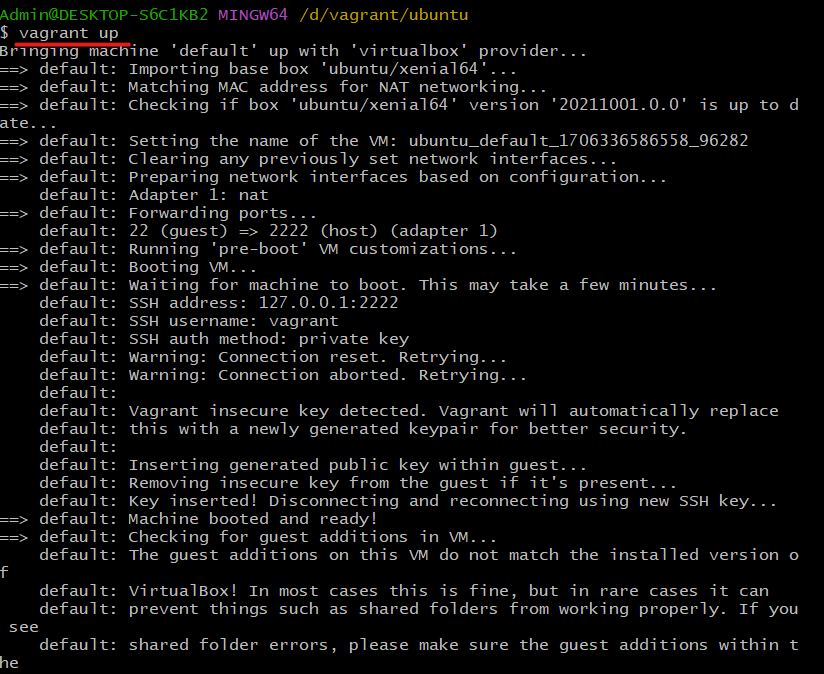 Admin@DESKTOP-S6C1KB2 MINGW64 /d/vagrant/ubuntu
$ vagrant up
Bringing machine 'default' up with 'virtualbox' provider...
==> default: Importing base box 'ubuntu/xenial64'...
==> default: Matching MAC address for NAT networking...
==> default: Checking if box 'ubuntu/xenial64' version '20211001.0.0' is up to d
ate...
==> default: Setting the name of the VM: ubuntu_default_1706336586558_96282
==> default: Clearing any previously set network interfaces...
==> default: Preparing network interfaces based on configuration...
    default: Adapter 1: nat
==> default: Forwarding ports...
    default: 22 (guest) => 2222 (host) (adapter 1)
==> default: Running 'pre-boot' VM customizations...
==> default: Booting VM...
==> default: Waiting for machine to boot. This may take a few minutes...
    default: SSH address: 127.0.0.1:2222
    default: SSH username: vagrant
    default: SSH auth method: private key
    default: Warning: Connection reset. Retrying...
    default: Warning: Connection aborted. Retrying...
    default:
    default: Vagrant insecure key detected. Vagrant will automatically replace
    default: this with a newly generated keypair for better security.
    default:
    default: Inserting generated public key within guest...
    default: Removing insecure key from the guest if it's present...
    default: Key inserted! Disconnecting and reconnecting using new SSH key...
==> default: Machine booted and ready!
==> default: Checking for guest additions in VM...
    default: The guest additions on this VM do not match the installed version o
f
    default: VirtualBox! In most cases this is fine, but in rare cases it can
    default: prevent things such as shared folders from working properly. If you
 see
    default: shared folder errors, please make sure the guest additions within t
he